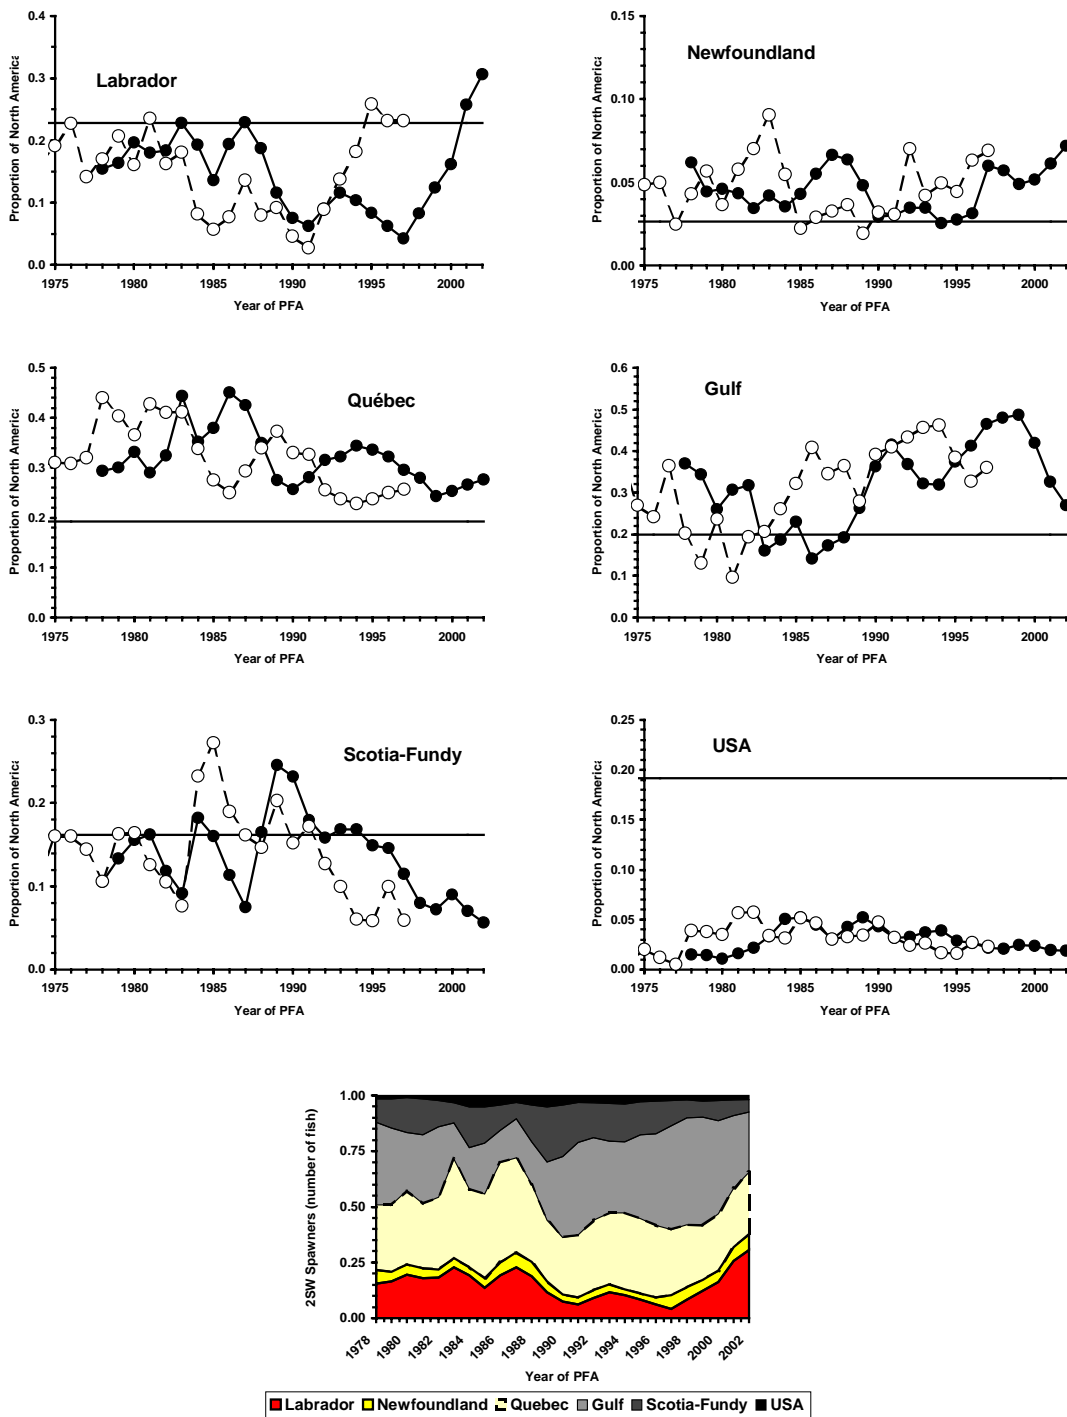 Labrador
Proportion of North America
0.4
0.3
0.2
0.1
0.0
1975 1980 1985 1990 1995 2000
Year of PFA
Newfoundland
Proportion of North America
0.15
0.10
0.05
0.00
1975 1980 1985 1990 1995 2000
Year of PFA
Québec
Proportion of North America
0.5
0.4
0.3
0.2
0.1
0.0
1975 1980 1985 1990 1995 2000
Year of PFA
Gulf
Proportion of North America
0.6
0.5
0.4
0.3
0.2
0.1
0.0
1975 1980 1985 1990 1995 2000
Year of PFA
Scotia-Fundy
Proportion of North America
0.3
0.2
0.1
0.0
1975 1980 1985 1990 1995 2000
Year of PFA
USA
Proportion of North America
0.25
0.20
0.15
0.10
0.05
0.00
1975 1980 1985 1990 1995 2000
Year of PFA
2SW Spawners (number of fish)
1.00
0.75
0.50
0.25
0.00
1978 1980 1982 1984 1986 1988 1990 1992 1994 1996 1998 2000 2002
Year of PFA
Labrador Newfoundland Quebec Gulf Scotia-Fundy USA